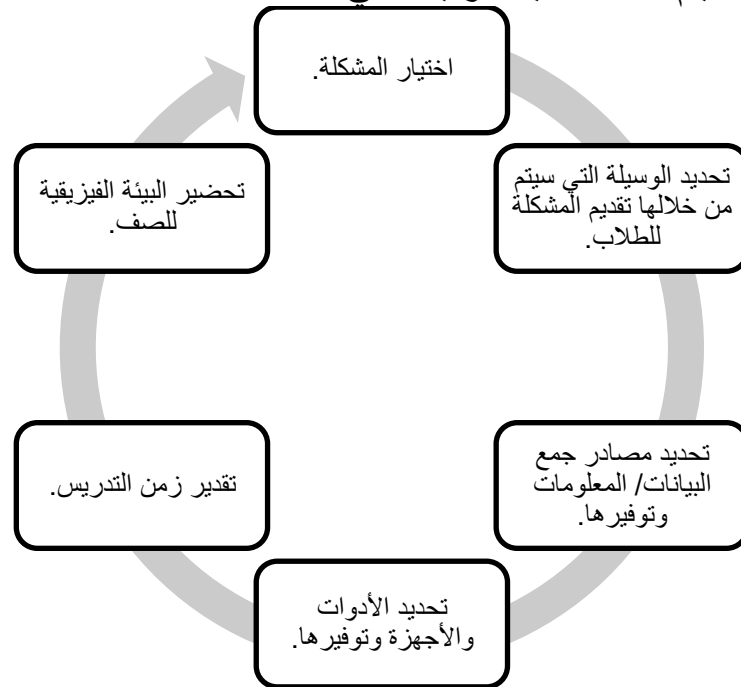 اختيار المشكلة.
تحديد الوسيلة التي سيتم
من خلالها تقديم المشكلة
للطلاب.
تحديد مصادر جمع
البيانات/ المعلومات
وتوفيرها.
تحديد الأدوات
والأجهزة وتوفيرها.
تقدير زمن التدريس.
تحضير البيئة الفيزيقية
للصف.